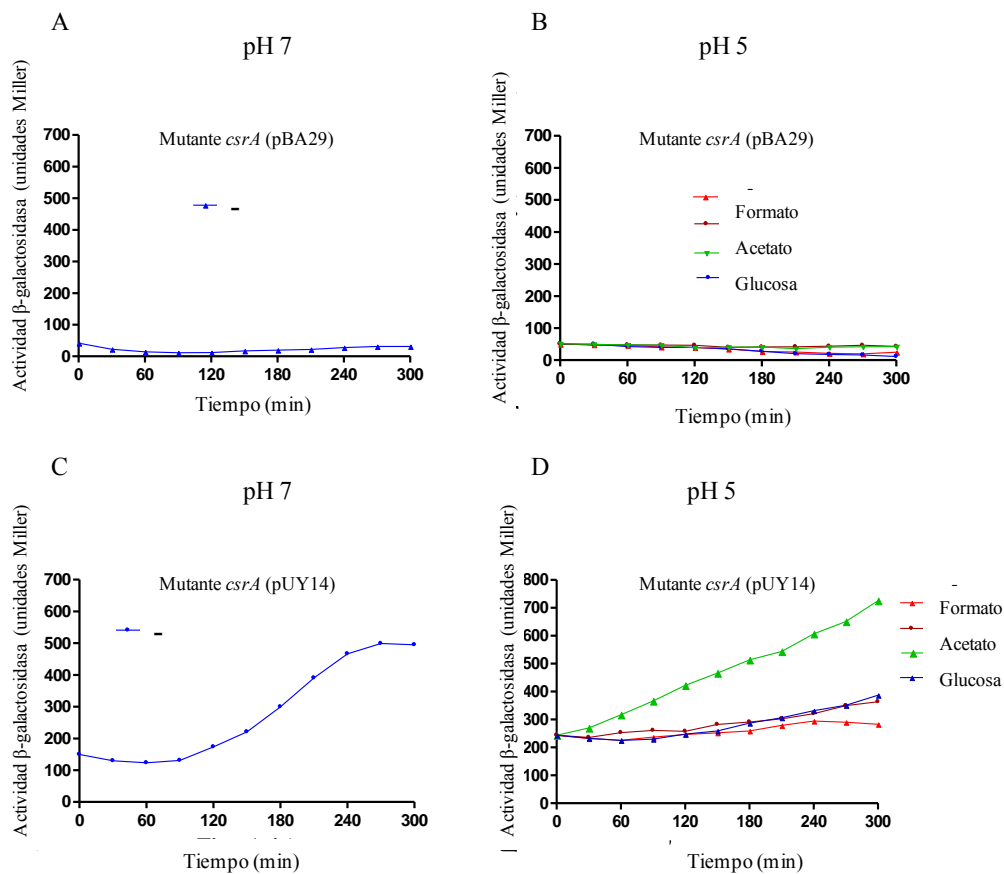 A
pH 7
Actividad β-galactosidasa (unidades Miller)
Mutante csrA (pBA29)
-
700
600
500
400
300
200
100
0
0 60 120 180 240 300
Tiempo (min)
B
pH 5
Actividad β-galactosidasa (unidades Miller)
Mutante csrA (pBA29)
-
Formato
Acetato
Glucosa
700
600
500
400
300
200
100
0
0 60 120 180 240 300
Tiempo (min)
C
pH 7
Actividad β-galactosidasa (unidades Miller)
Mutante csrA (pUY14)
-
700
600
500
400
300
200
100
0
0 60 120 180 240 300
Tiempo (min)
D
pH 5
Actividad β-galactosidasa (unidades Miller)
Mutante csrA (pUY14)
-
Formato
Acetato
Glucosa
800
700
600
500
400
300
200
100
0
0 60 120 180 240 300
Tiempo (min)